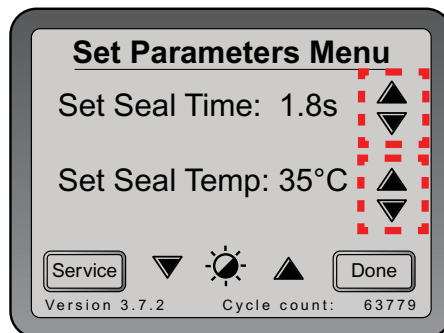 Set Parameters Menu
Set Seal Time: 1.8s
Set Seal Temp: 35°C
Service Done
Version 3.7.2 Cycle count: 63779